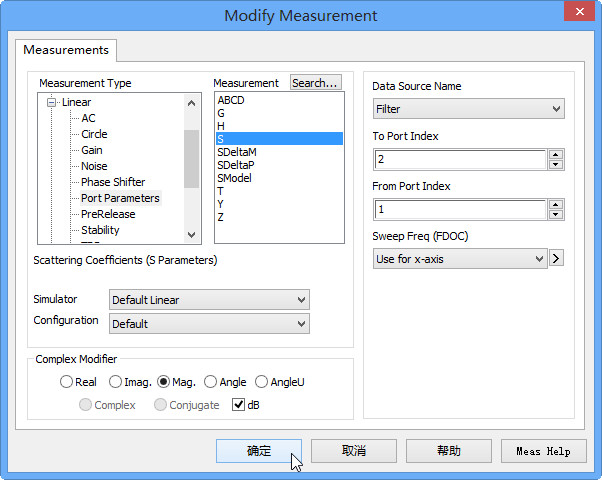 Modify Measurement
Measurements
Measurement Type
Linear
AC
Circle
Gain
Noise
Phase Shifter
Port Parameters
PreRelease
Stability
Measurement
Search...
ABCD
G
H
S
SDeltaM
SDeltaP
SModel
T
Y
Z
Scattering Coefficients (S Parameters)
Simulator
Default Linear
Configuration
Default
Complex Modifier
Real Imag. Mag. Angle AngleU
Complex Conjugate dB
Data Source Name
Filter
To Port Index
2
From Port Index
1
Sweep Freq (FDOC)
Use for x-axis
确定 取消 帮助 Meas Help